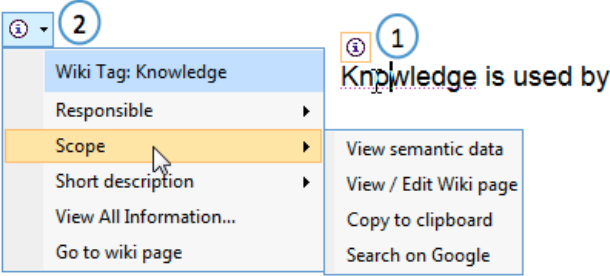 2
1
Knowledge is used by
Wiki Tag: Knowledge
Responsible
Scope
Short description
View All Information...
Go to wiki page
View semantic data
View / Edit Wiki page
Copy to clipboard
Search on Google